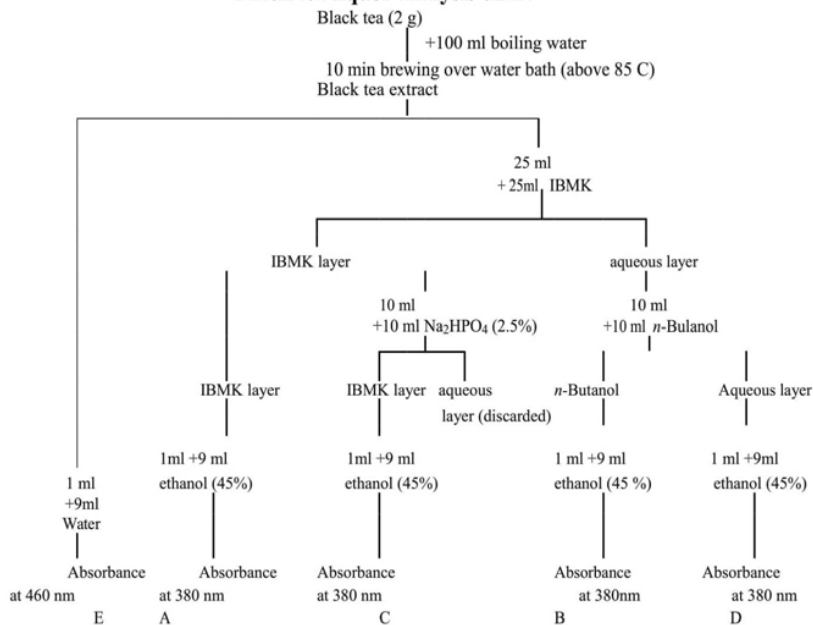 Black tea (2 g)
+100 ml boiling water
10 min brewing over water bath (above 85 C)
Black tea extract
25 ml
+ 25ml IBMK
IBMK layer
aqueous layer
10 ml
+10 ml Na₂HPO₄ (2.5%)
10 ml
+10 ml n-Bulanol
IBMK layer
IBMK layer
aqueous
layer (discarded)
n-Butanol
Aqueous layer
1 ml
+9ml
Water
1ml +9 ml
ethanol (45%)
1ml +9 ml
ethanol (45%)
1 ml +9 ml
ethanol (45 %)
1 ml +9ml
ethanol (45%)
Absorbance
at 460 nm
E
Absorbance
at 380 nm
A
Absorbance
at 380 nm
C
Absorbance
at 380nm
B
Absorbance
at 380 nm
D